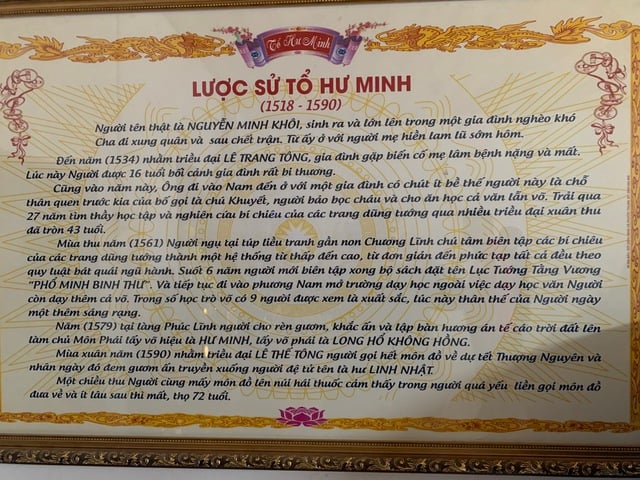 Tổ Hư Minh
LƯỢC SỬ TỔ HƯ MINH
(1518 - 1590)
Người tên thật là NGUYỄN MINH KHÔI, sinh ra và lớn lên trong một gia đình nghèo khó
Cha đi xung quân và sau chết trận. Từ ấy ở với người mẹ hiền lam lũ sớm hôm.
Đến năm (1534) nhằm triều đại LÊ TRANG TÔNG, gia đình gặp biến cố mẹ lâm bệnh nặng và mất.
Lúc này Người được 16 tuổi bối cảnh gia đình rất bi thương.
Cũng vào năm này, Ông đi vào Nam đến ở với một gia đình có chút ít bề thế người này là chỗ
thân quen trước kia của bố gọi là chú Khuyết, người bảo bọc cháu và cho ăn học cả văn lẫn võ. Trải qua
27 năm tìm thầy học tập và nghiên cứu bí chiêu của các trang dũng tướng qua nhiều triều đại xuân thu
đã tròn 43 tuổi.
Mùa thu năm (1561) Người ngụ tại túp liều tranh gần non Chương Lĩnh chú tâm biên tập các bí chiêu
của các trang dũng tướng thành một hệ thống từ thấp đến cao, từ đơn giản đến phức tạp tất cả đều theo
quy luật bát quái ngũ hành. Suốt 6 năm người mới biên tập xong bộ sách đặt tên Lục Tướng Tằng Vương
"PHỔ MINH BINH THƯ". Và tiếp tục đi vào phương Nam mở trường dạy học ngoài việc dạy học văn Người
còn dạy thêm cả võ. Trong số học trò võ có 9 người được xem là xuất sắc, lúc này thân thế của Người ngày
một thêm sáng rạng.
Năm (1579) tại làng Phúc Lĩnh người cho rèn gươm, khắc ấn và lập bàn hương án tế cáo trời đất lên
làm chủ Môn Phái lấy võ hiệu là HƯ MINH, lấy võ phái là LONG HỔ KHÔNG HỒNG.
Mùa xuân năm (1590) nhằm triều đại LÊ THẾ TÔNG người gọi hết môn đồ về dự tết Thượng Nguyên và
nhân ngày đó đem gươm ấn truyền xuống người đệ tử tên là hư LINH NHẬT.
Một chiều thu Người cùng mấy môn đồ lên núi hái thuốc cảm thấy trong người quá yếu liền gọi môn đồ
đưa về và ít lâu sau thì mất, thọ 72 tuổi.